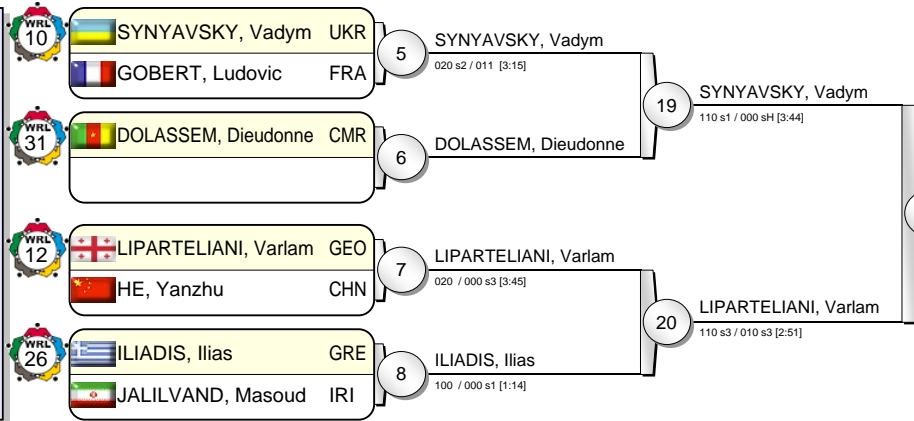 WRL
10
SYNYAVSKY, Vadym UKR
GOBERT, Ludovic FRA
5
SYNYAVSKY, Vadym
020 s2 / 011 [3:15]
WRL
31
DOLASSEM, Dieudonne CMR
6
DOLASSEM, Dieudonne
19
SYNYAVSKY, Vadym
110 s1 / 000 sH [3:44]
WRL
12
LIPARTELIANI, Varlam GEO
HE, Yanzhu CHN
7
LIPARTELIANI, Varlam
020 / 000 s3 [3:45]
WRL
26
ILIADIS, Ilias GRE
JALILVAND, Masoud IRI
8
ILIADIS, Ilias
100 / 000 s1 [1:14]
20
LIPARTELIANI, Varlam
110 s3 / 010 s3 [2:51]